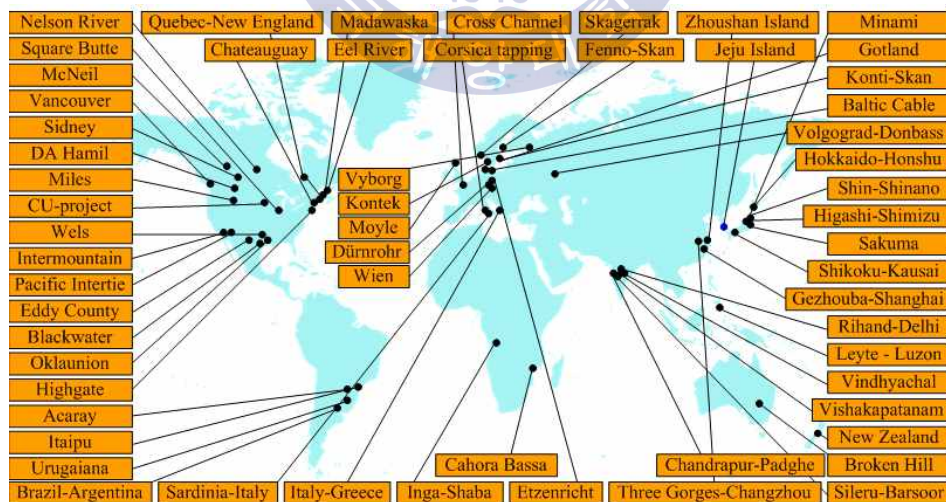 Nelson River
Quebec-New England
Madawaska
Cross Channel
Skagerrak
Zhoushan Island
Minami
Square Butte
Chateauguay
Eel River
Corsica tapping
Fenno-Skan
Jeju Island
Gotland
McNeil
Konti-Skan
Vancouver
Baltic Cable
Sidney
Volgograd-Donbass
DA Hamil
Hokkaido-Honshu
Miles
Vyborg
Shin-Shinano
CU-project
Kontek
Higashi-Shimizu
Wels
Moyle
Sakuma
Intermountain
Dürnrohr
Shikoku-Kausai
Pacific Intertie
Wien
Gezhouba-Shanghai
Eddy County
Rihand-Delhi
Blackwater
Leyte - Luzon
Oklaunion
Vindhyachal
Highgate
Vishakapatanam
Acaray
New Zealand
Itaipu
Broken Hill
Urugaiana
Cahora Bassa
Chandrapur-Padghe
Brazil-Argentina
Sardinia-Italy
Italy-Greece
Inga-Shaba
Etzenricht
Three Gorges-Changzhou
Sileru-Barsoor